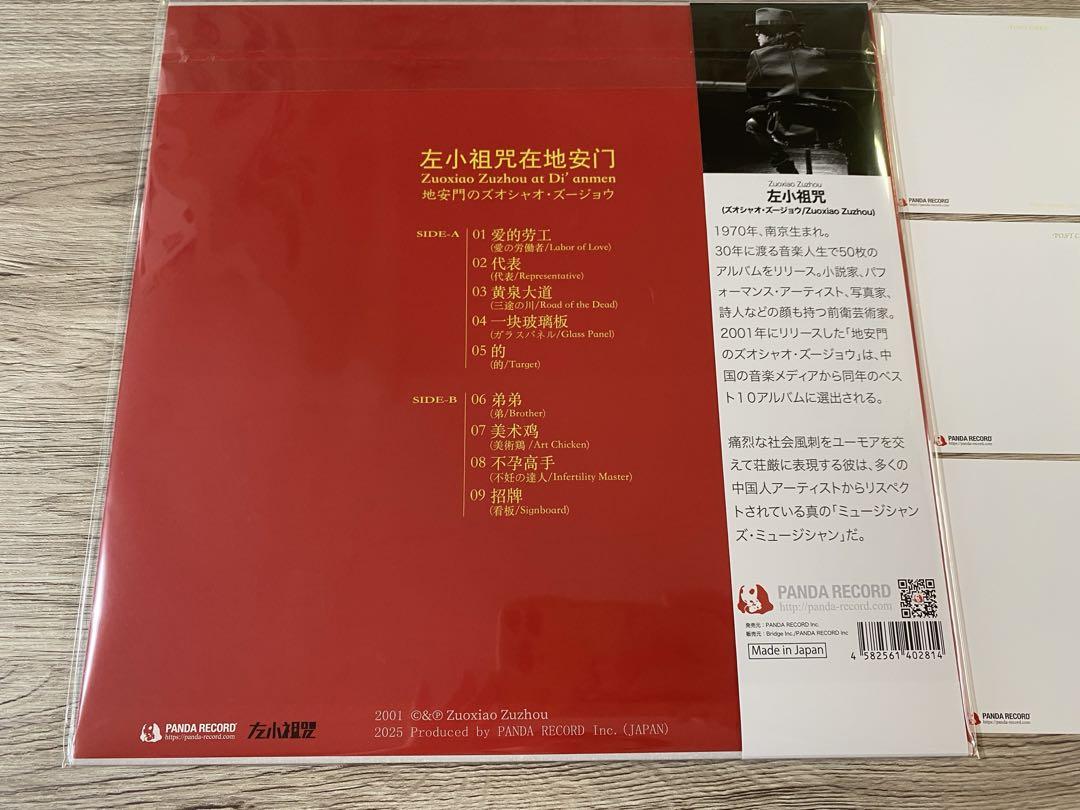 左小祖咒在地安门
Zuoxiao Zuzhou at Di' anmen
地安門のズオシャオ・ズージョウ
SIDE-A
01 爱的劳工
(愛の労働者/Labor of Love)
02 代表
(代表/Representative)
03 黄泉大道
(三途の川/Road of the Dead)
04 一块玻璃板
(ガラスパネル/Glass Panel)
05 的
(的/Target)
SIDE-B
06 弟弟
(弟/Brother)
07 美术鸡
(美術鶏 /Art Chicken)
08 不孕高手
(不妊の達人/Infertility Master)
09 招牌
(看板/Signboard)
PANDA RECORD
https://panda-record.com
左小祖咒
2001 ©&℗ Zuoxiao Zuzhou
2025 Produced by PANDA RECORD Inc.(JAPAN)
Zuoxiao Zuzhou
左小祖咒
(ズオシャオ・ズージョウ/Zuoxiao Zuzhou)
1970年、南京生まれ。
30年に渡る音楽人生で50枚の
アルバムをリリース。小説家、パフ
ォーマンス・アーティスト、写真家、
詩人などの顔も持つ前衛芸術家。
2001年にリリースした「地安門
のズオシャオ・ズージョウ」は、中
国の音楽メディアから同年のベス
ト10アルバムに選出される。
痛烈な社会風刺をユーモアを交
えて荘厳に表現する彼は、多くの
中国人アーティストからリスペク
トされている真の「ミュージシャン
ズ・ミュージシャン」だ。
PANDA RECORD
http://panda-record.com
発売元：PANDA RECORD Inc.
販売元：Bridge Inc./PANDA RECORD Inc
Made in Japan
4 582561 402814
PANDA RECORD
PANDA RECORD
PANDA RECORD